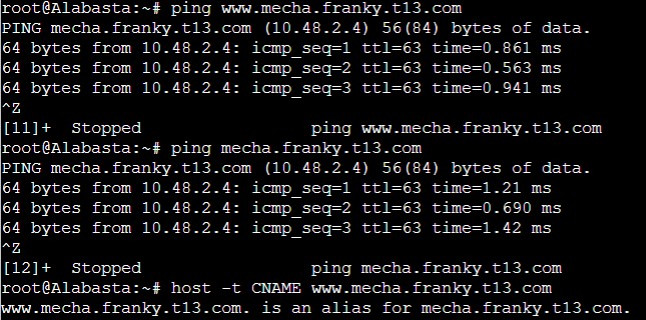 root@Alabasta:~# ping www.mecha.franky.t13.com
PING mecha.franky.t13.com (10.48.2.4) 56(84) bytes of data.
64 bytes from 10.48.2.4: icmp_seq=1 ttl=63 time=0.861 ms
64 bytes from 10.48.2.4: icmp_seq=2 ttl=63 time=0.563 ms
64 bytes from 10.48.2.4: icmp_seq=3 ttl=63 time=0.941 ms
^Z
[11]+  Stopped                 ping www.mecha.franky.t13.com
root@Alabasta:~# ping mecha.franky.t13.com
PING mecha.franky.t13.com (10.48.2.4) 56(84) bytes of data.
64 bytes from 10.48.2.4: icmp_seq=1 ttl=63 time=1.21 ms
64 bytes from 10.48.2.4: icmp_seq=2 ttl=63 time=0.690 ms
64 bytes from 10.48.2.4: icmp_seq=3 ttl=63 time=1.42 ms
^Z
[12]+  Stopped                 ping mecha.franky.t13.com
root@Alabasta:~# host -t CNAME www.mecha.franky.t13.com
www.mecha.franky.t13.com. is an alias for mecha.franky.t13.com.